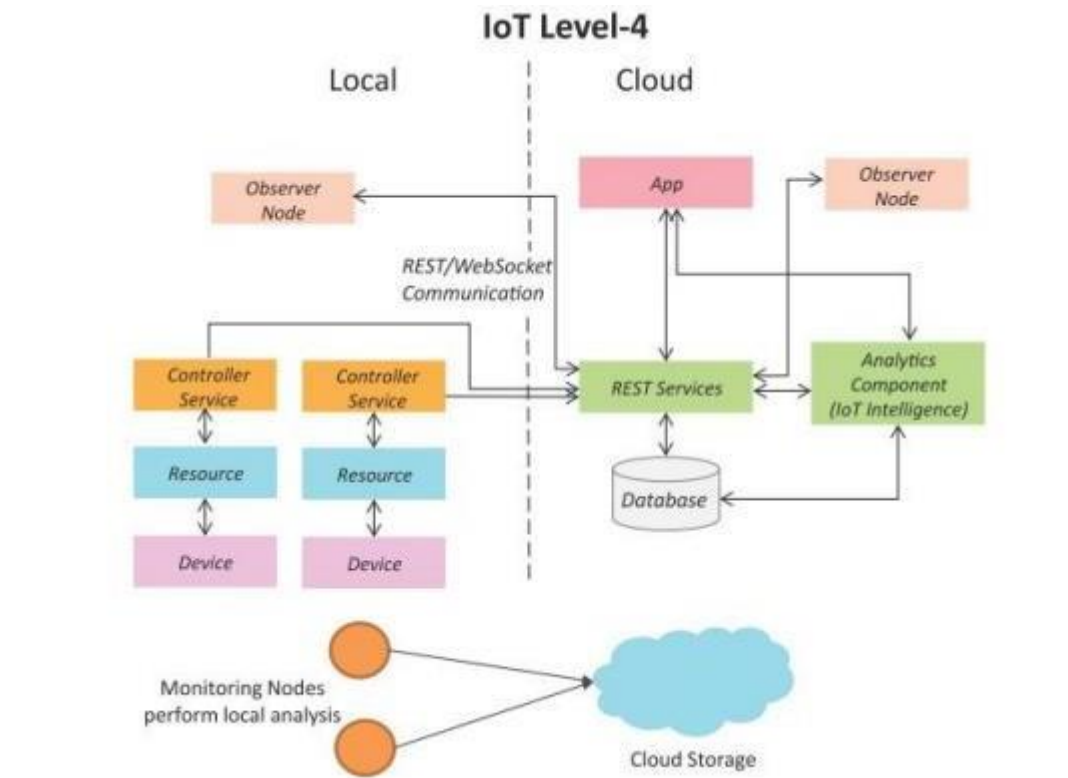 IoT Level-4
Local
Cloud
Observer
Node
App
Observer
Node
REST/WebSocket
Communication
Controller
Service
Controller
Service
REST Services
Analytics
Component
(IoT Intelligence)
Resource
Resource
Database
Device
Device
Monitoring Nodes
perform local analysis
Cloud Storage